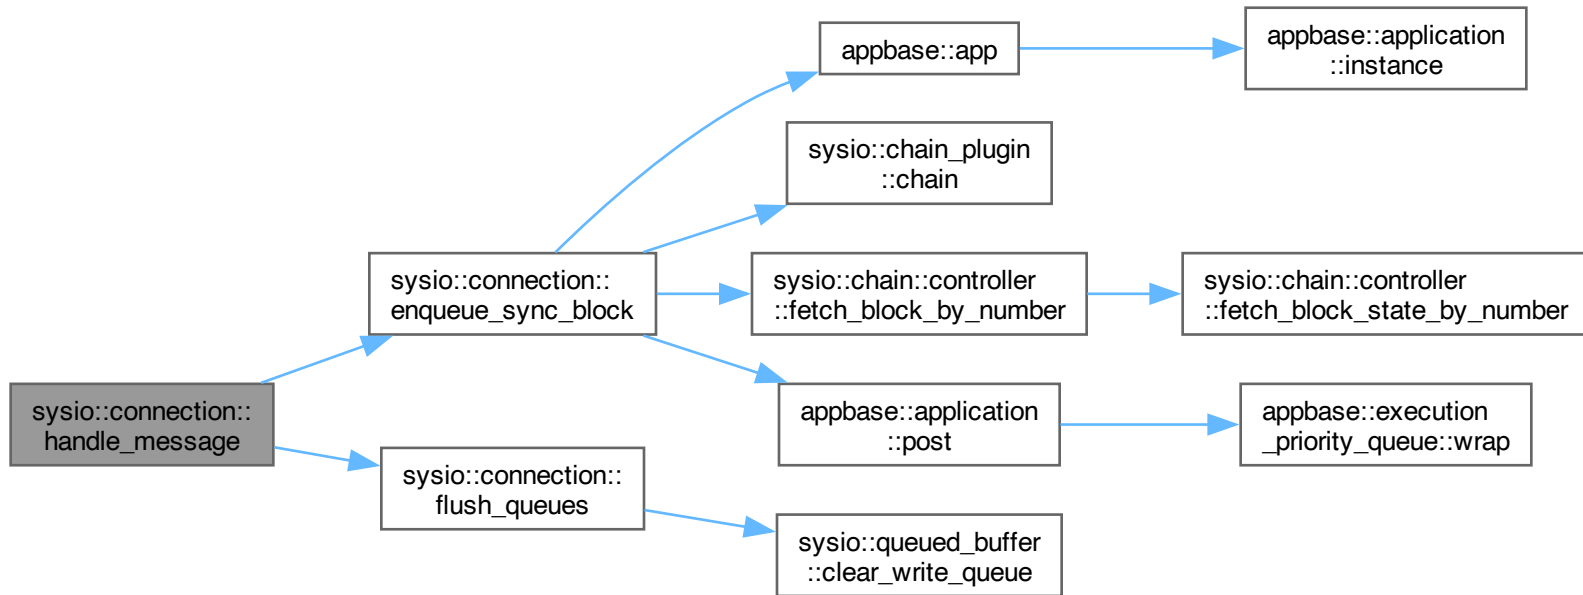 appbase::app
appbase::application
::instance
sysio::chain_plugin
::chain
sysio::connection::
enqueue_sync_block
sysio::chain::controller
::fetch_block_by_number
sysio::chain::controller
::fetch_block_state_by_number
sysio::connection::
handle_message
appbase::application
::post
appbase::execution
_priority_queue::wrap
sysio::connection::
flush_queues
sysio::queued_buffer
::clear_write_queue